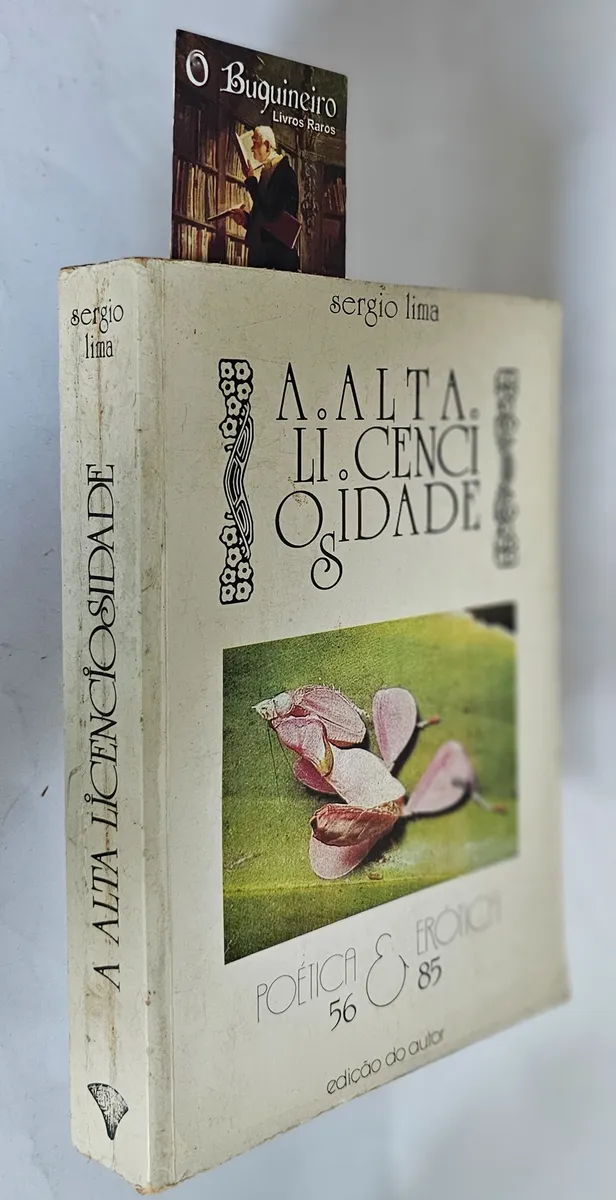 O Buquineiro
Livros Raros
sergio
lima
A ALTA LICENCIOSIDADE
sergio lima
A.ALTA.
LI.CENCI
OSIDADE
POÉTICA & ERÓTICA
56 85
edição do autor